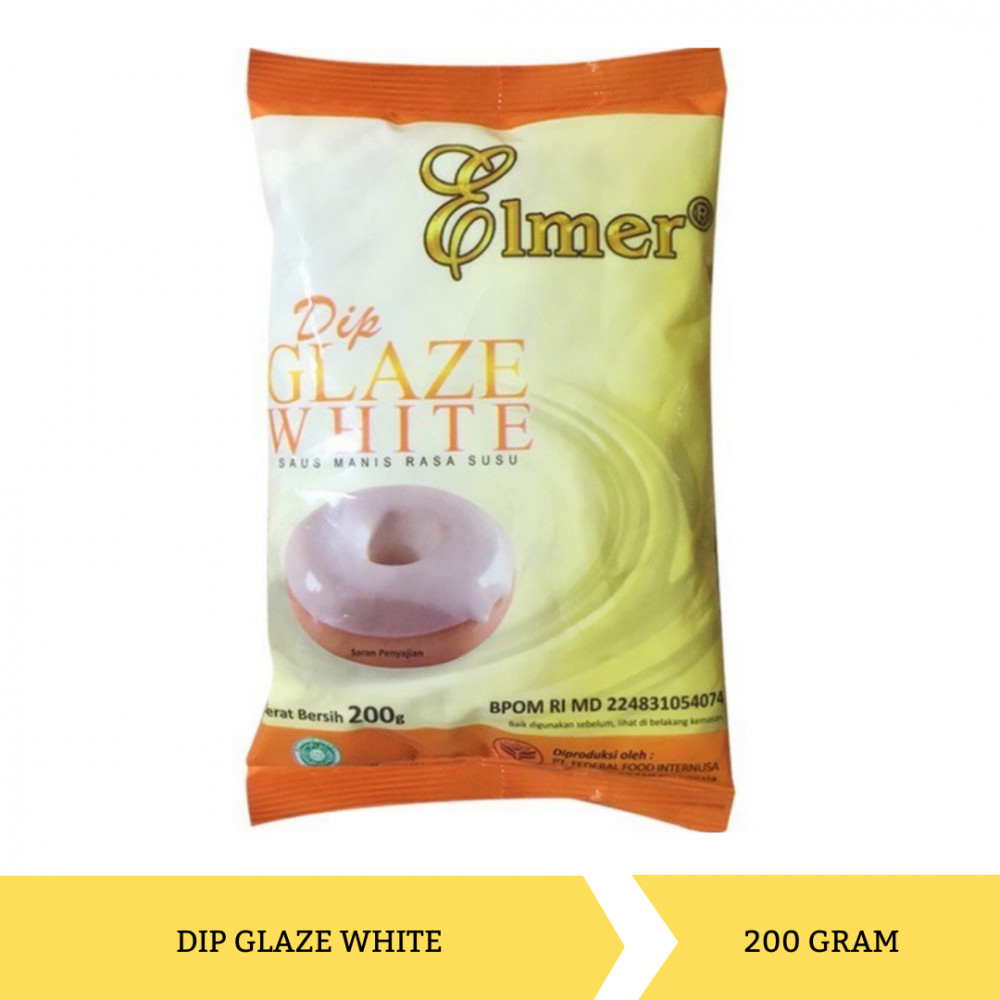 Elmer®
Dip
GLAZE
WHITE
SAUS MANIS RASA SUSU
Saran Penyajian
erat Bersih 200g
BPOM RI MD 224831054074
Baik digunakan sebelum, lihat di belakang kemasan
Diproduksi oleh :
PT. FEDERAL FOOD INTERNUSA
DIP GLAZE WHITE
200 GRAM